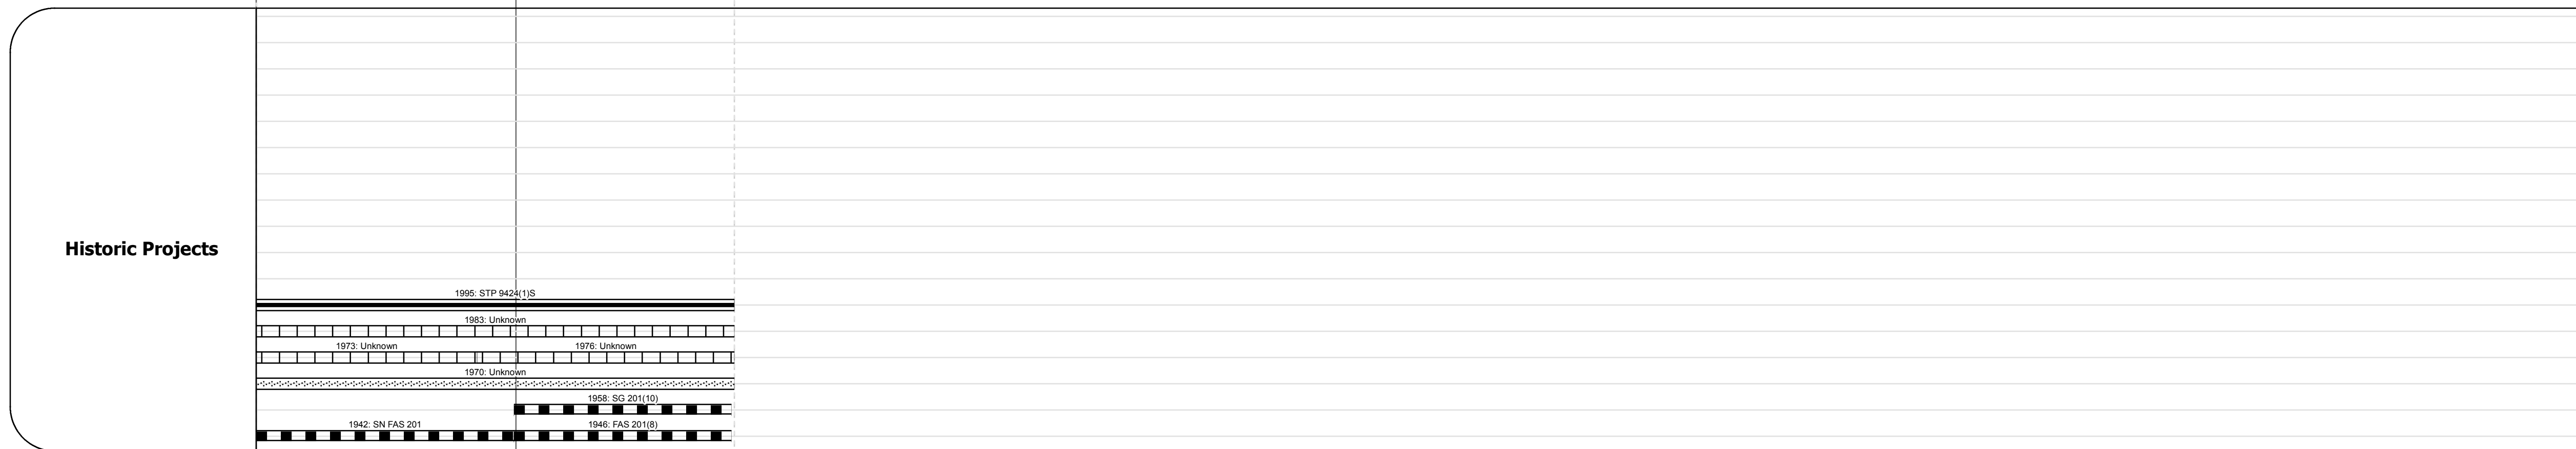 Historic Projects
1995: STP 9424(1)S
1983: Unknown
1973: Unknown 1976: Unknown
1970: Unknown
1958: SG 201(10)
1942: SN FAS 201 1946: FAS 201(8)